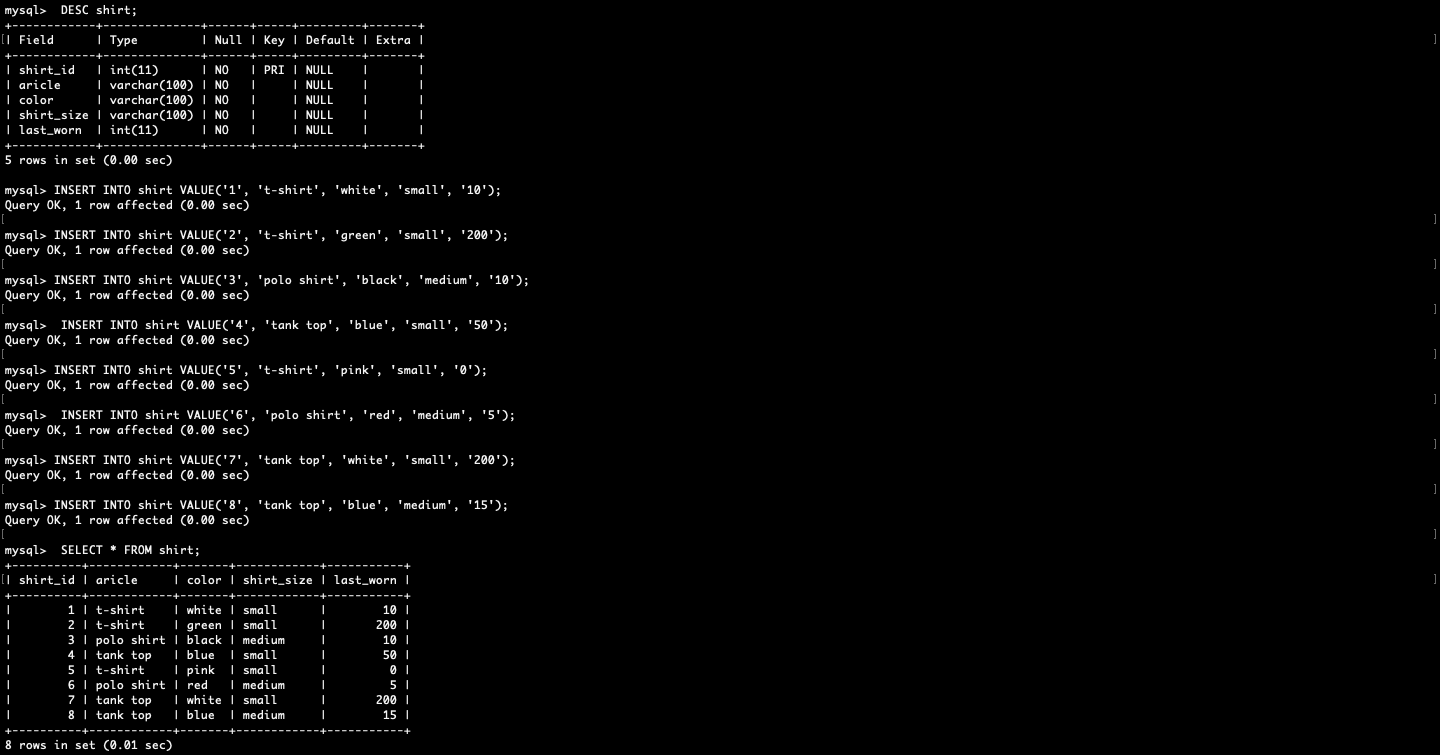 mysql>  DESC shirt;
+------------+--------------+------+-----+---------+-------+
| Field      | Type         | Null | Key | Default | Extra |
+------------+--------------+------+-----+---------+-------+
| shirt_id   | int(11)      | NO   | PRI | NULL    |       |
| aricle     | varchar(100) | NO   |     | NULL    |       |
| color      | varchar(100) | NO   |     | NULL    |       |
| shirt_size | varchar(100) | NO   |     | NULL    |       |
| last_worn  | int(11)      | NO   |     | NULL    |       |
+------------+--------------+------+-----+---------+-------+
5 rows in set (0.00 sec)
mysql> INSERT INTO shirt VALUE('1', 't-shirt', 'white', 'small', '10');
Query OK, 1 row affected (0.00 sec)
mysql> INSERT INTO shirt VALUE('2', 't-shirt', 'green', 'small', '200');
Query OK, 1 row affected (0.00 sec)
mysql> INSERT INTO shirt VALUE('3', 'polo shirt', 'black', 'medium', '10');
Query OK, 1 row affected (0.00 sec)
mysql>  INSERT INTO shirt VALUE('4', 'tank top', 'blue', 'small', '50');
Query OK, 1 row affected (0.00 sec)
mysql> INSERT INTO shirt VALUE('5', 't-shirt', 'pink', 'small', '0');
Query OK, 1 row affected (0.00 sec)
mysql>  INSERT INTO shirt VALUE('6', 'polo shirt', 'red', 'medium', '5');
Query OK, 1 row affected (0.00 sec)
mysql> INSERT INTO shirt VALUE('7', 'tank top', 'white', 'small', '200');
Query OK, 1 row affected (0.00 sec)
mysql> INSERT INTO shirt VALUE('8', 'tank top', 'blue', 'medium', '15');
Query OK, 1 row affected (0.00 sec)
mysql>  SELECT * FROM shirt;
+----------+------------+-------+------------+-----------+
| shirt_id | aricle     | color | shirt_size | last_worn |
+----------+------------+-------+------------+-----------+
|        1 | t-shirt    | white | small      |        10 |
|        2 | t-shirt    | green | small      |       200 |
|        3 | polo shirt | black | medium     |        10 |
|        4 | tank top   | blue  | small      |        50 |
|        5 | t-shirt    | pink  | small      |         0 |
|        6 | polo shirt | red   | medium     |         5 |
|        7 | tank top   | white | small      |       200 |
|        8 | tank top   | blue  | medium     |        15 |
+----------+------------+-------+------------+-----------+
8 rows in set (0.01 sec)